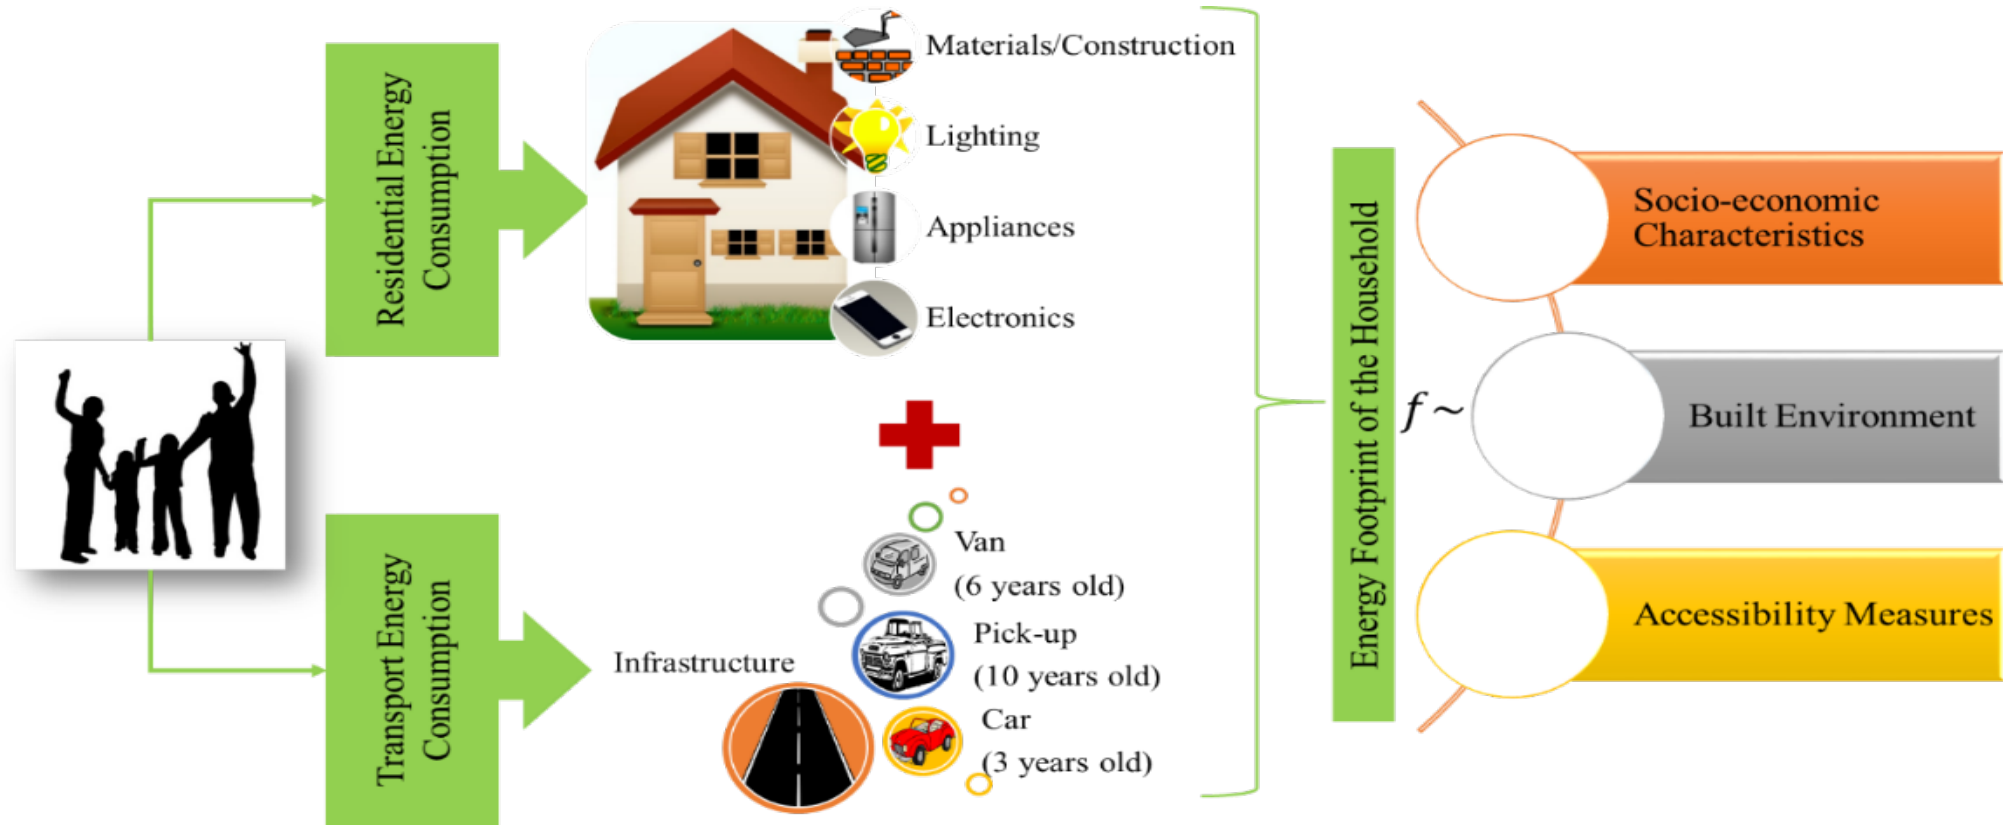 Residential Energy
Consumption
Materials/Construction
Lighting
Appliances
Electronics
Transport Energy
Consumption
Infrastructure
Van
(6 years old)
Pick-up
(10 years old)
Car
(3 years old)
Energy Footprint of the Household
f~
Socio-economic
Characteristics
Built Environment
Accessibility Measures